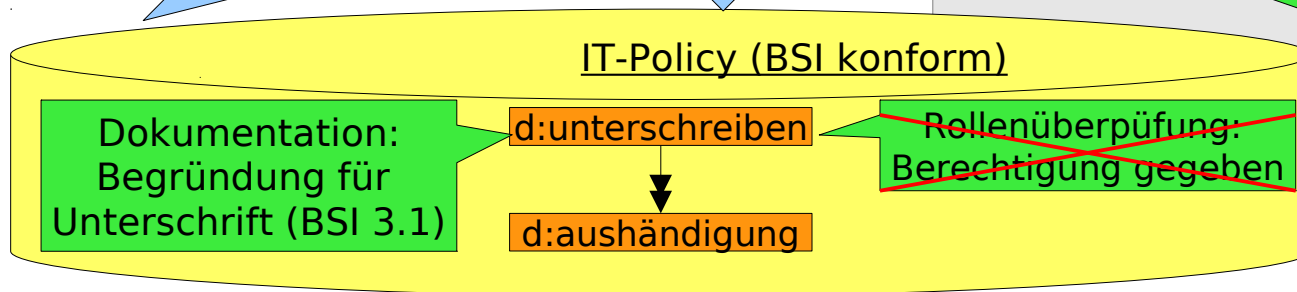 IT-Policy (BSI konform)
Dokumentation:
Begründung für
Unterschrift (BSI 3.1)
d:unterschreiben
d:aushändigung
Rollenüberpüfung:
Berechtigung gegeben